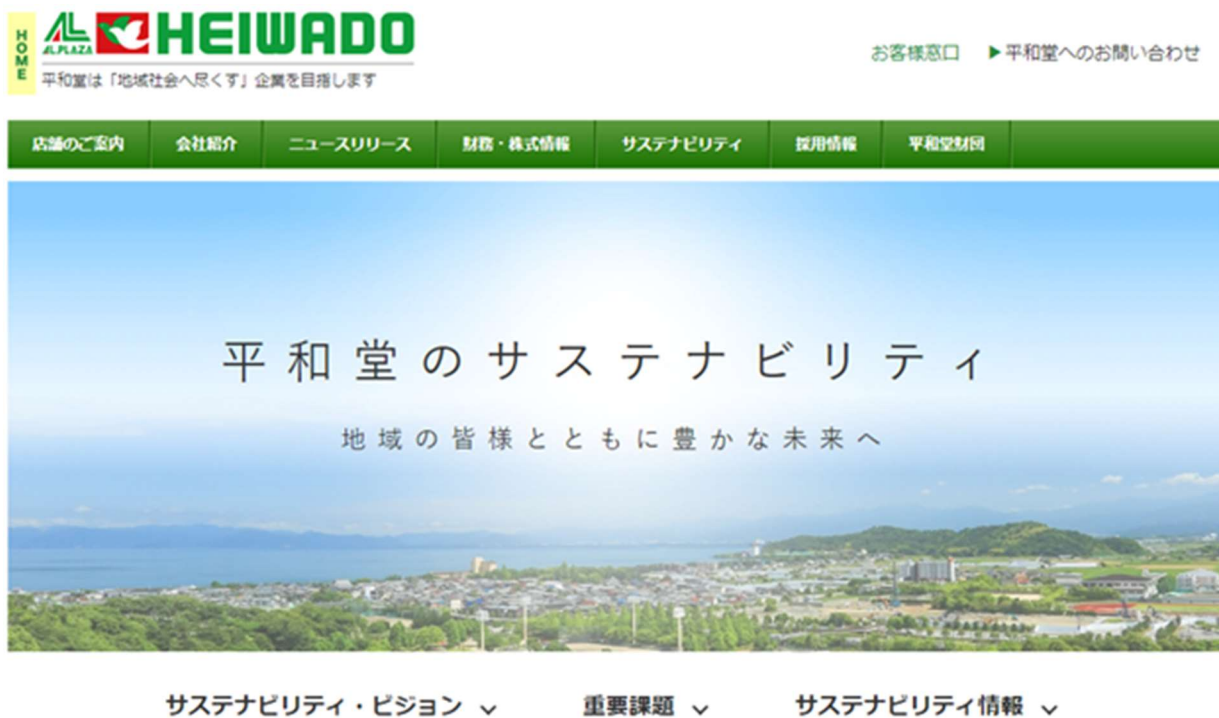 HOME
AL.PLAZA
HEIWADO
平和堂は「地域社会へ尽くす」企業を目指します
お客様窓口 ▶平和堂へのお問い合わせ
店舗のご案内 会社紹介 ニュースリリース 財務・株式情報 サステナビリティ 採用情報 平和堂財団
平和堂のサステナビリティ
地域の皆様とともに豊かな未来へ
サステナビリティ・ビジョン 重要課題 サステナビリティ情報